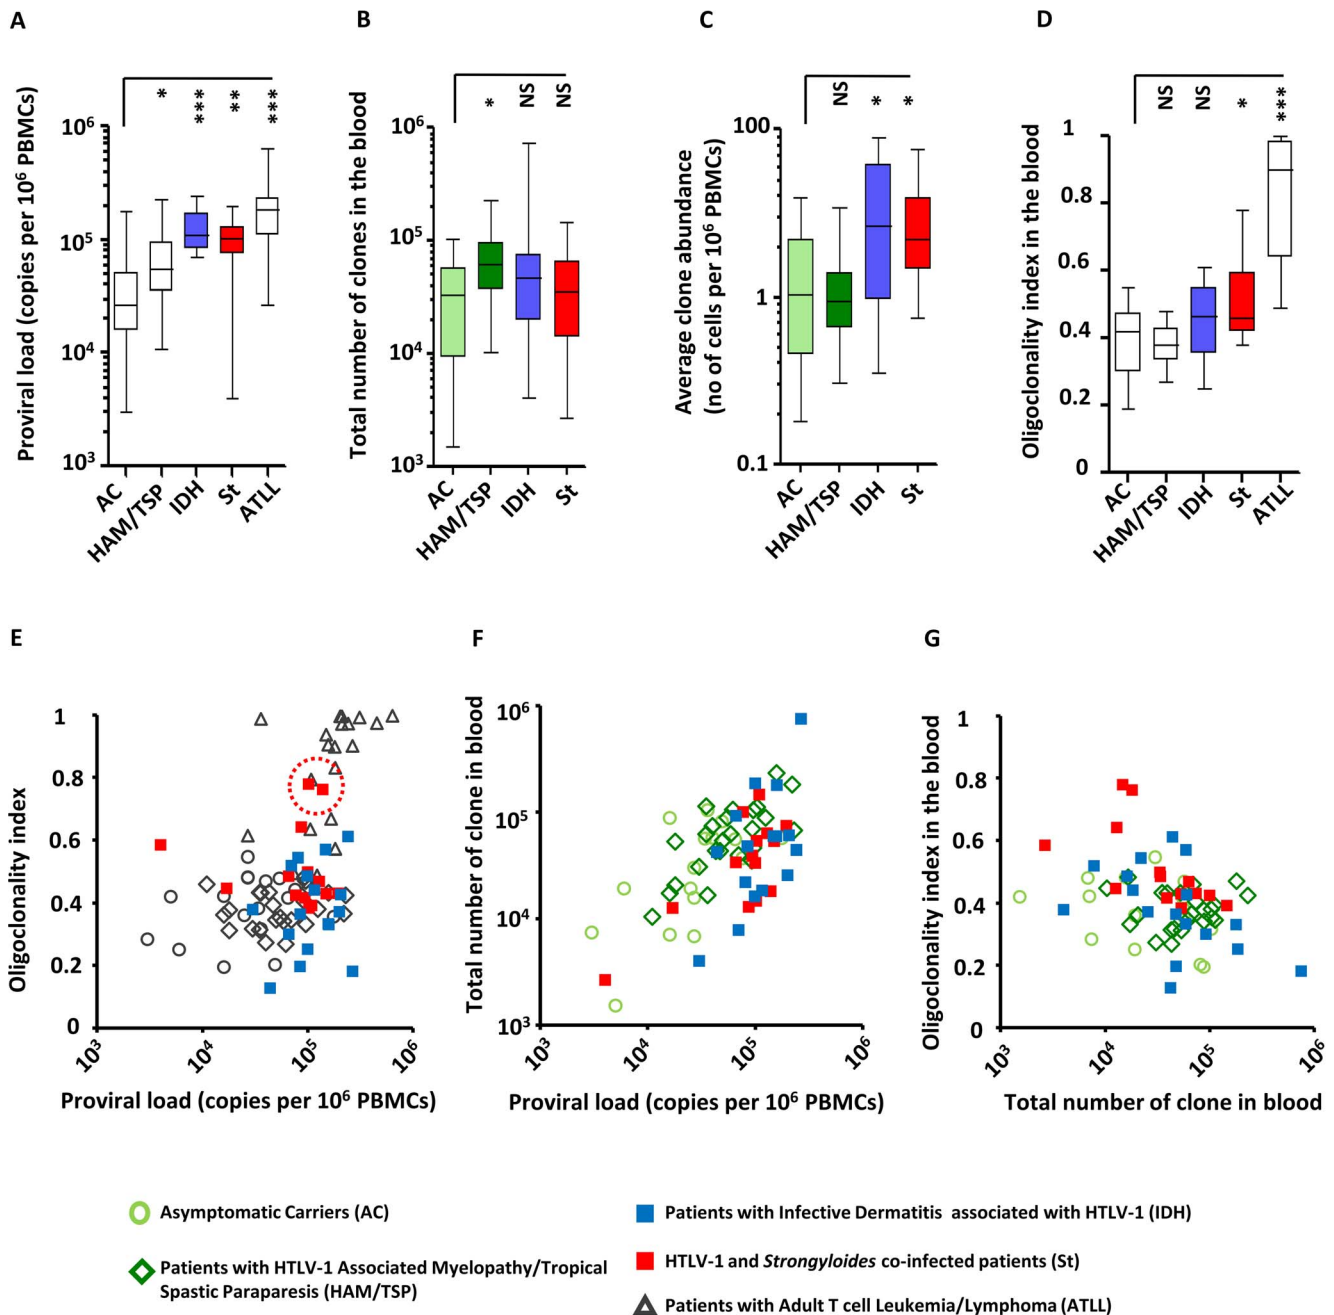 A
B
C
D
Proviral load (copies per 10⁶ PBMCs)
10⁶
10⁵
10⁴
10³
*
***
**
***
AC
HAM/TSP
IDH
St
ATLL
Total number of clones in the blood
10⁶
10⁵
10⁴
10³
*
NS
NS
AC
HAM/TSP
IDH
St
Average clone abundance
(no of cells per 10⁶ PBMCs)
100
1
0.1
NS
*
*
AC
HAM/TSP
IDH
St
Oligoclonality index in the blood
1
0.8
0.6
0.4
0.2
0
NS
NS
*
***
AC
HAM/TSP
IDH
St
ATLL
E
F
G
Oligoclonality index
1
0.8
0.6
0.4
0.2
0
10³
10⁴
10⁵
10⁶
Proviral load (copies per 10⁶ PBMCs)
Total number of clone in blood
10⁶
10⁵
10⁴
10³
10³
10⁴
10⁵
10⁶
Proviral load (copies per 10⁶ PBMCs)
Oligoclonality index in the blood
1
0.8
0.6
0.4
0.2
0
10³
10⁴
10⁵
10⁶
Total number of clone in blood
Asymptomatic Carriers (AC)
Patients with HTLV-1 Associated Myelopathy/Tropical
Spastic Paraparesis (HAM/TSP)
Patients with Infective Dermatitis associated with HTLV-1 (IDH)
HTLV-1 and Strongyloides co-infected patients (St)
Patients with Adult T cell Leukemia/Lymphoma (ATLL)